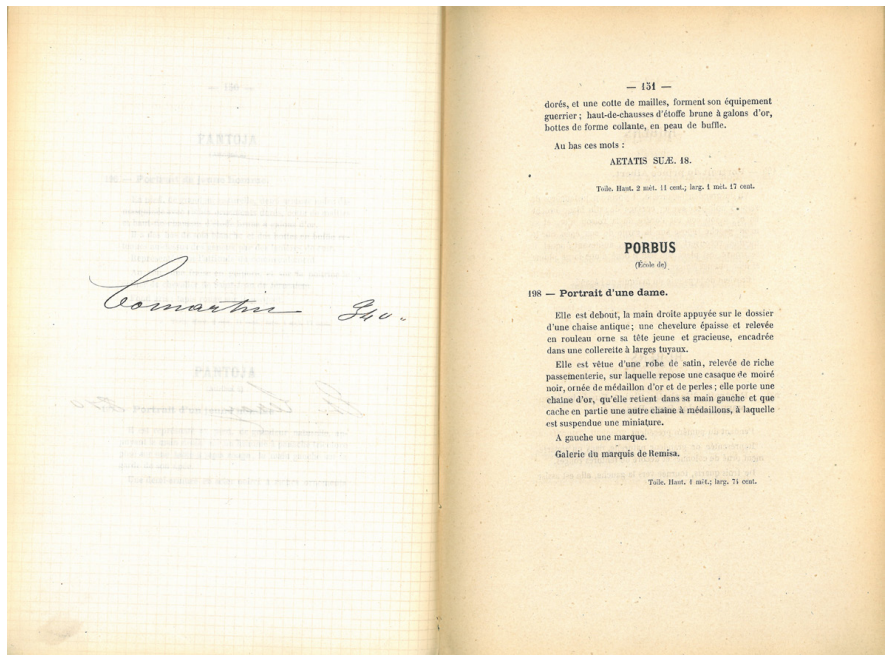 Comartin 940.
— 151 —
dorés, et une cotte de mailles, forment son équipement
guerrier ; haut-de-chausses d'étoffe brune à galons d'or,
bottes de forme collante, en peau de buffle.
Au bas ces mots :
AETATIS SUÆ. 18.
Toile. Haut. 2 mèt. 11 cent.; larg. 1 mèt. 17 cent.
PORBUS
(École de)
198 — Portrait d'une dame.
Elle est debout, la main droite appuyée sur le dossier
d'une chaise antique ; une chevelure épaisse et relevée
en rouleau orne sa tête jeune et gracieuse, encadrée
dans une collerette à larges tuyaux.
Elle est vêtue d'une robe de satin, relevée de riche
passementerie, sur laquelle repose une casaque de moiré
noir, ornée de médaillon d'or et de perles ; elle porte une
chaîne d'or, qu'elle retient dans sa main gauche et que
cache en partie une autre chaîne à médaillons, à laquelle
est suspendue une miniature.
A gauche une marque.
Galerie du marquis de Remisa.
Toile. Haut. 1 mèt.; larg. 74 cent.
PANTOJA
PANTOJA